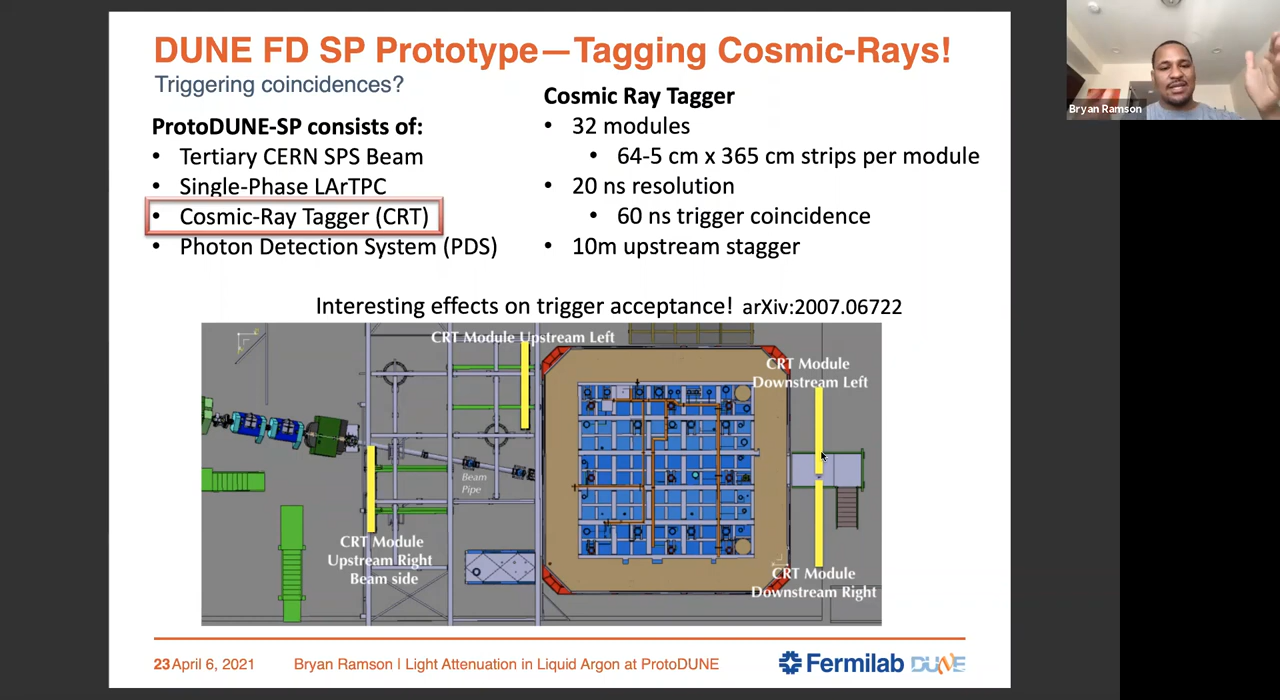 DUNE FD SP Prototype—Tagging Cosmic-Rays!
Triggering coincidences?
ProtoDUNE-SP consists of:
• Tertiary CERN SPS Beam
• Single-Phase LArTPC
• Cosmic-Ray Tagger (CRT)
• Photon Detection System (PDS)
Cosmic Ray Tagger
• 32 modules
• 64-5 cm x 365 cm strips per module
• 20 ns resolution
• 60 ns trigger coincidence
• 10m upstream stagger
Interesting effects on trigger acceptance! arXiv:2007.06722
CRT Module Upstream Left
CRT Module
Downstream Left
Beam
Pipe
CRT Module
Upstream Right
Beam side
CRT Module
Downstream Right
23 April 6, 2021 Bryan Ramson | Light Attenuation in Liquid Argon at ProtoDUNE
Fermilab DUNE
Bryan Ramson